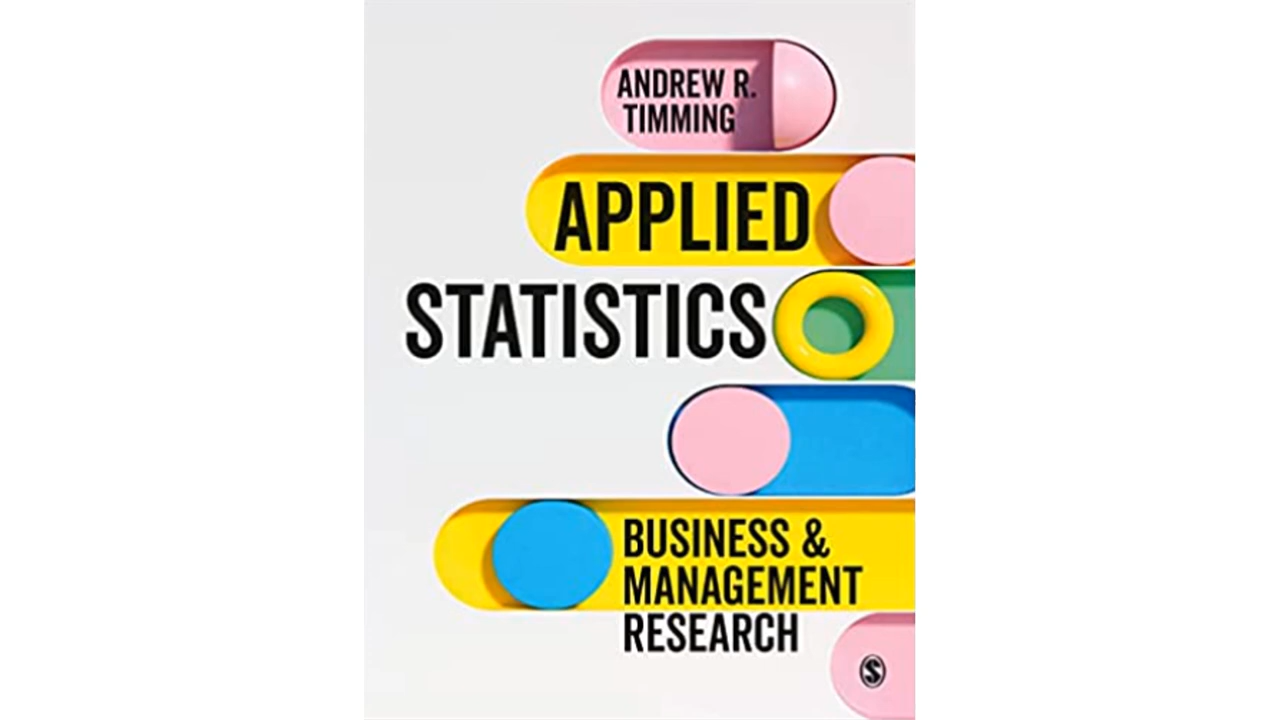 ANDREW R.
TIMMING
APPLIED
STATISTICS
BUSINESS &
MANAGEMENT
RESEARCH
S